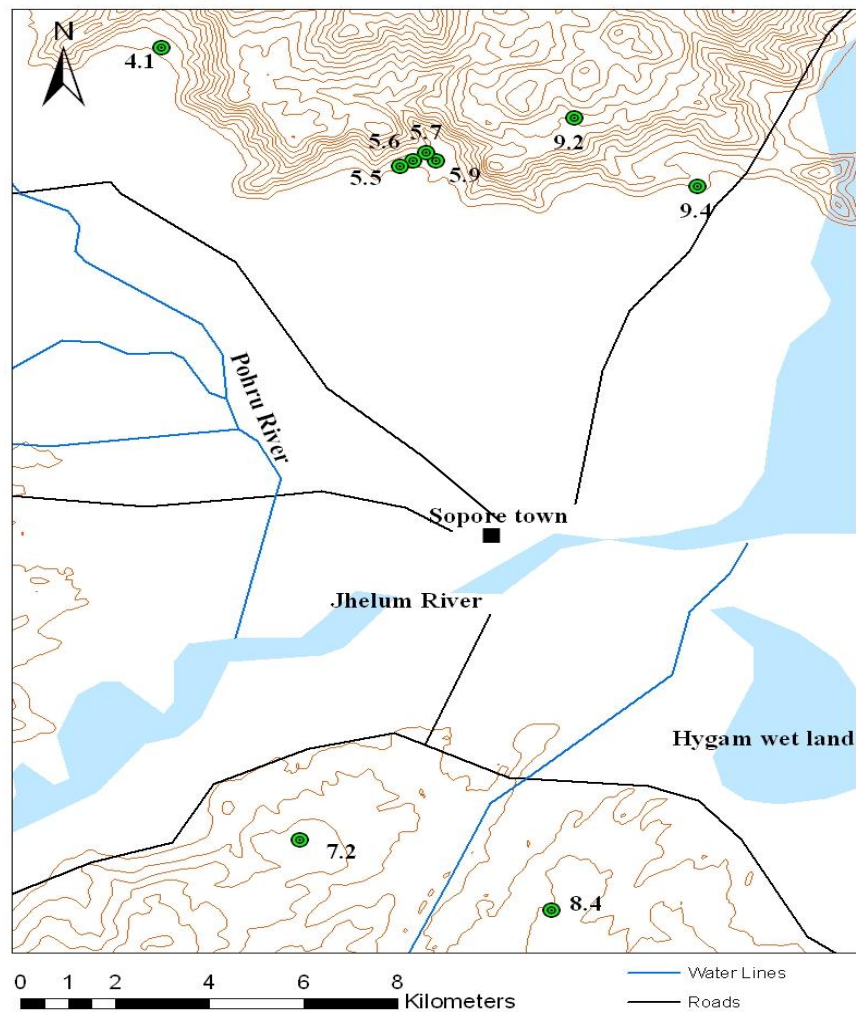 N
4.1
5.6 5.7
9.2
5.5 5.9
9.4
Pohru River
Sopore town
Jhelum River
Hygam wet land
7.2
8.4
0 1 2 4 6 8
Kilometers
Water Lines
Roads